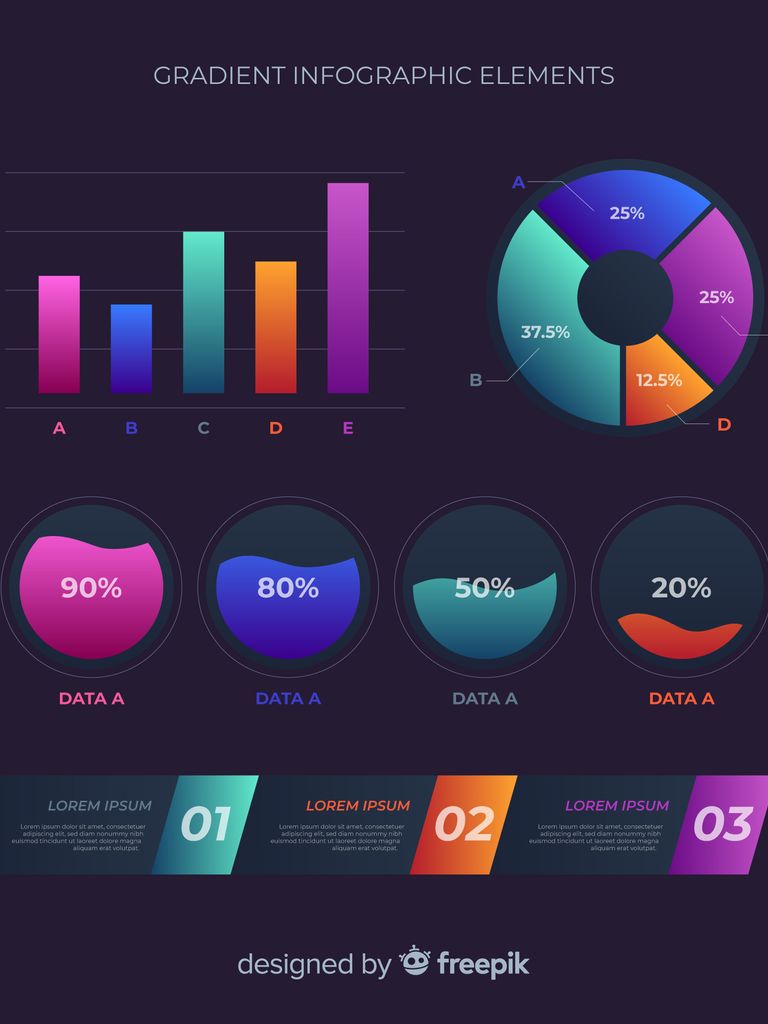 GRADIENT INFOGRAPHIC ELEMENTS
A
25%
25%
37.5%
12.5%
B
D
A B C D E
90% 80% 50% 20%
DATA A DATA A DATA A DATA A
LOREM IPSUM
Lorem ipsum dolor sit amet, consectetuer
adipiscing elit, sed diam nonummy nibh
euismod tincidunt ut laoreet dolore magna
aliquam erat volutpat.
01
LOREM IPSUM
Lorem ipsum dolor sit amet, consectetuer
adipiscing elit, sed diam nonummy nibh
euismod tincidunt ut laoreet dolore magna
aliquam erat volutpat.
02
LOREM IPSUM
Lorem ipsum dolor sit amet, consectetuer
adipiscing elit, sed diam nonummy nibh
euismod tincidunt ut laoreet dolore magna
aliquam erat volutpat.
03
designed by freepik